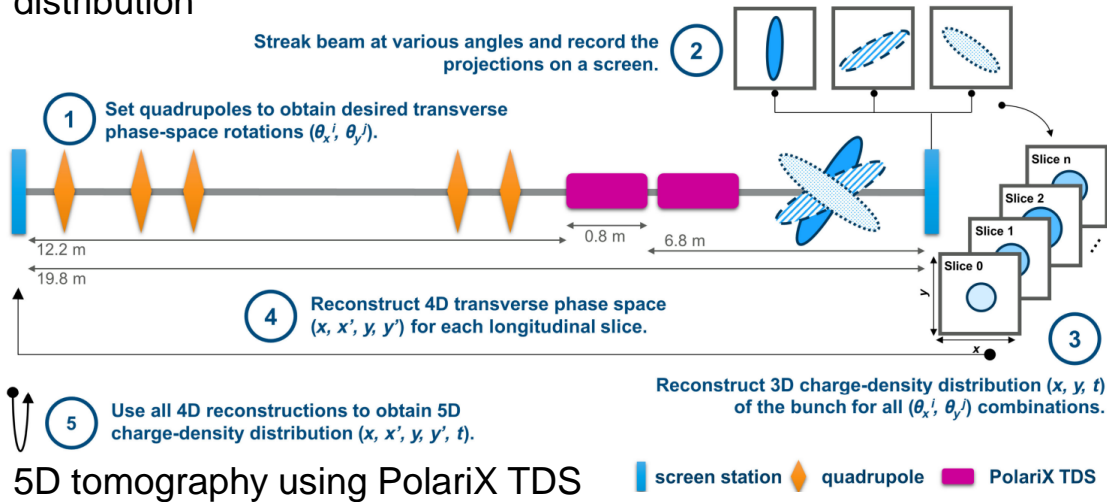 distribution
Streak beam at various angles and record the
projections on a screen.
2
1
Set quadrupoles to obtain desired transverse
phase-space rotations (θₓⁱ, θᵧʲ).
Slice n
Slice 2
Slice 1
Slice 0
...
y
x
0.8 m
6.8 m
12.2 m
19.8 m
4
Reconstruct 4D transverse phase space
(x, x’, y, y’) for each longitudinal slice.
3
Reconstruct 3D charge-density distribution (x, y, t)
of the bunch for all (θₓⁱ, θᵧʲ) combinations.
5
Use all 4D reconstructions to obtain 5D
charge-density distribution (x, x’, y, y’, t).
5D tomography using PolariX TDS
screen station
quadrupole
PolariX TDS